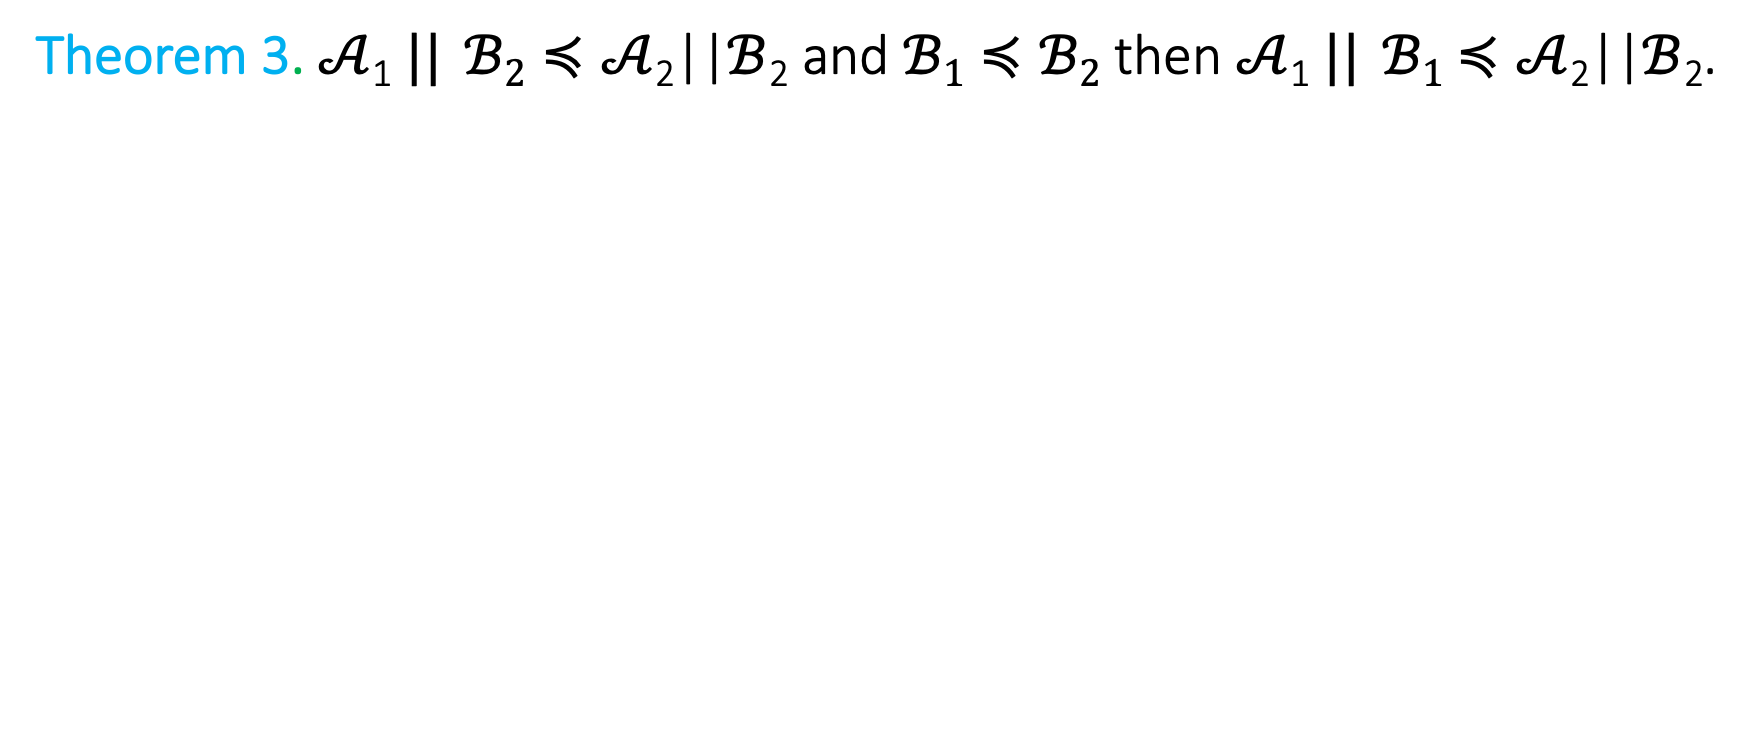 Theorem 3. 𝒜₁ || ℬ₂ ≼ 𝒜₂||ℬ₂ and ℬ₁ ≼ ℬ₂ then 𝒜₁ || ℬ₁ ≼ 𝒜₂||ℬ₂.